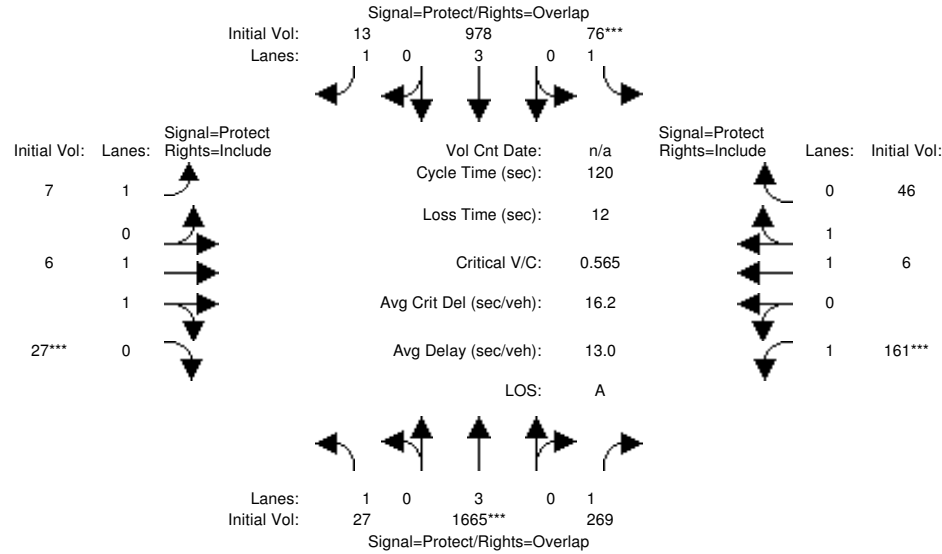 Signal=Protect/Rights=Overlap
Initial Vol: 13 978 76***
Lanes: 1 0 3 0 1
Signal=Protect
Initial Vol: Lanes: Rights=Include
Vol Cnt Date: n/a
Signal=Protect
Rights=Include Lanes: Initial Vol:
Cycle Time (sec): 120
7 1
0 46
Loss Time (sec): 12
0
1
6 1
Critical V/C: 0.565
1 6
1
Avg Crit Del (sec/veh): 16.2
0
27*** 0
Avg Delay (sec/veh): 13.0
1 161***
LOS: A
Lanes: 1 0 3 0 1
Initial Vol: 27 1665*** 269
Signal=Protect/Rights=Overlap